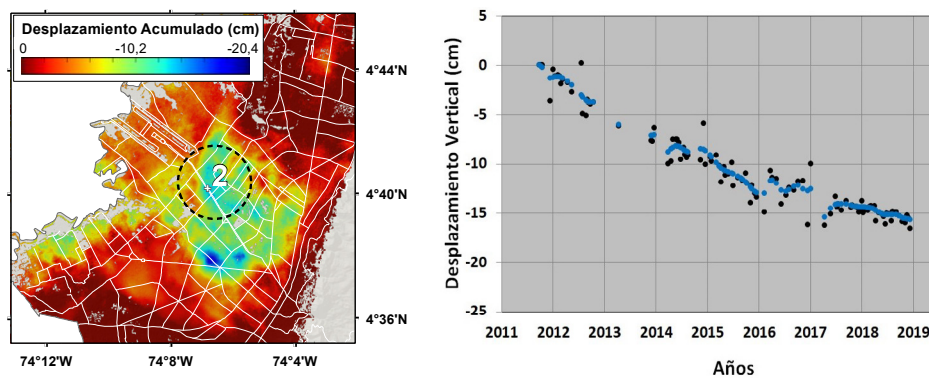 Desplazamiento Acumulado (cm)
0 -10,2 -20,4
4°44'N
2
4°40'N
4°36'N
74°12'W 74°8'W 74°4'W
Desplazamiento Vertical (cm)
5
0
-5
-10
-15
-20
-25
2011 2012 2013 2014 2015 2016 2017 2018 2019
Años